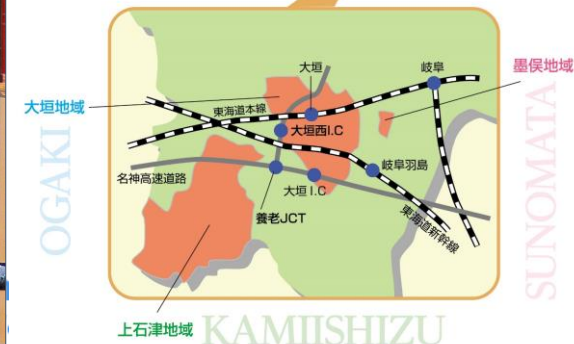 大垣
岐阜
墨俣地域
大垣地域
東海道本線
大垣西I.C
岐阜羽島
名神高速道路
大垣 I.C
養老JCT
東海道新幹線
上石津地域
OGAKI
SUNOMATA
KAMIISHIZU